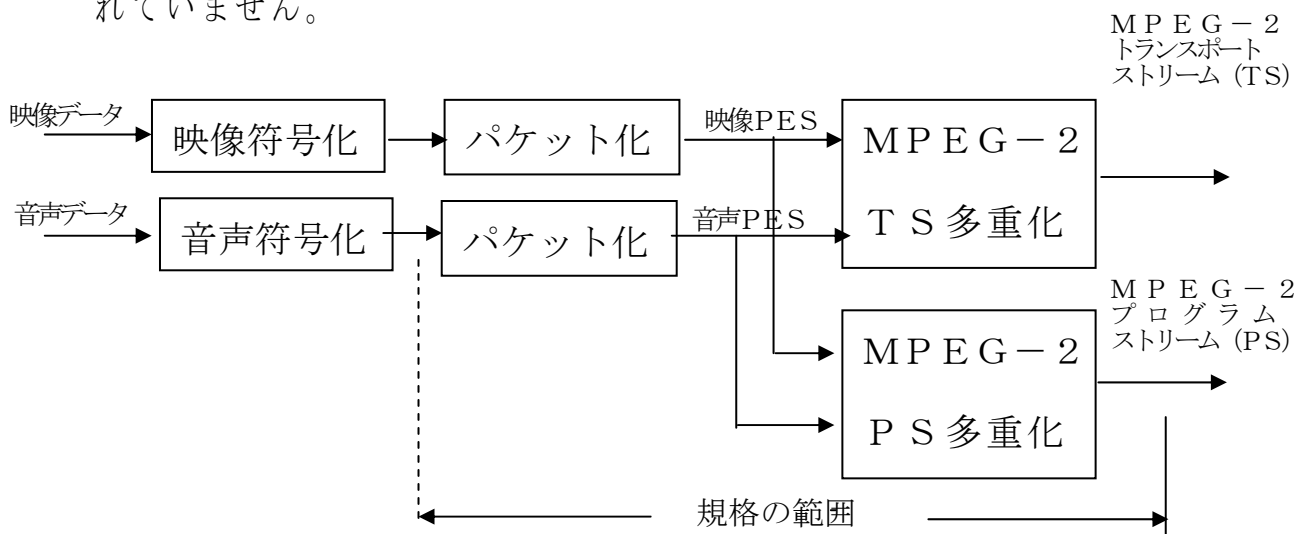 れていません。
MPEG－2
トランスポート
ストリーム (TS)
映像データ
映像符号化
パケット化
映像PES
MPEG－2
TS多重化
音声データ
音声符号化
パケット化
音声PES
MPEG－2
プログラム
ストリーム (PS)
MPEG－2
PS多重化
規格の範囲